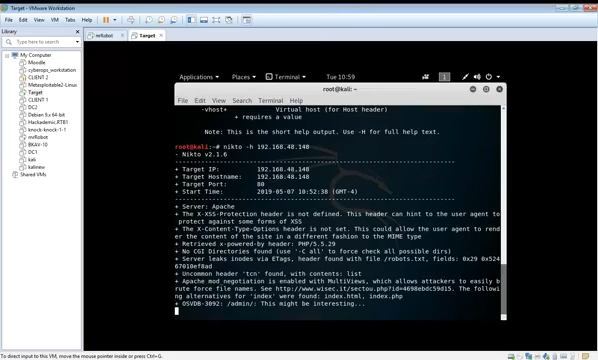 Target - VMware Workstation
File Edit View VM Tabs Help
Library
Type here to search
My Computer
Moodle
cyberops_workstation
CLIENT 2
Metasploitable2-Linux
Target
CLIENT 1
DC2
Debian 9.x 64-bit
Hackademic.RTB1
knock-knock-1-1
mrRobot
BKAV-10
DC1
kali
kalinew
Shared VMs
mrRobot
Target
Applications Places Terminal Tue 10:59 1
root@kali: ~
File Edit View Search Terminal Help
-vhost+ Virtual host (for Host header)
+ requires a value
Note: This is the short help output. Use -H for full help text.
root@kali:~# nikto -h 192.168.48.148
- Nikto v2.1.6
+ Target IP: 192.168.48.148
+ Target Hostname: 192.168.48.148
+ Target Port: 80
+ Start Time: 2019-05-07 10:52:38 (GMT-4)
+ Server: Apache
+ The X-XSS-Protection header is not defined. This header can hint to the user agent to
protect against some forms of XSS
+ The X-Content-Type-Options header is not set. This could allow the user agent to rend
er the content of the site in a different fashion to the MIME type
+ Retrieved x-powered-by header: PHP/5.5.29
+ No CGI Directories found (use '-C all' to force check all possible dirs)
+ Server leaks inodes via ETags, header found with file /robots.txt, fields: 0x29 0x524
67010ef8ad
+ Uncommon header 'tcn' found, with contents: list
+ Apache mod_negotiation is enabled with MultiViews, which allows attackers to easily b
rute force file names. See http://www.wisec.it/sectou.php?id=4698ebdc59d15. The followi
ng alternatives for 'index' were found: index.html, index.php
+ OSVDB-3092: /admin/: This might be interesting...
To direct input to this VM, move the mouse pointer inside or press Ctrl+G.